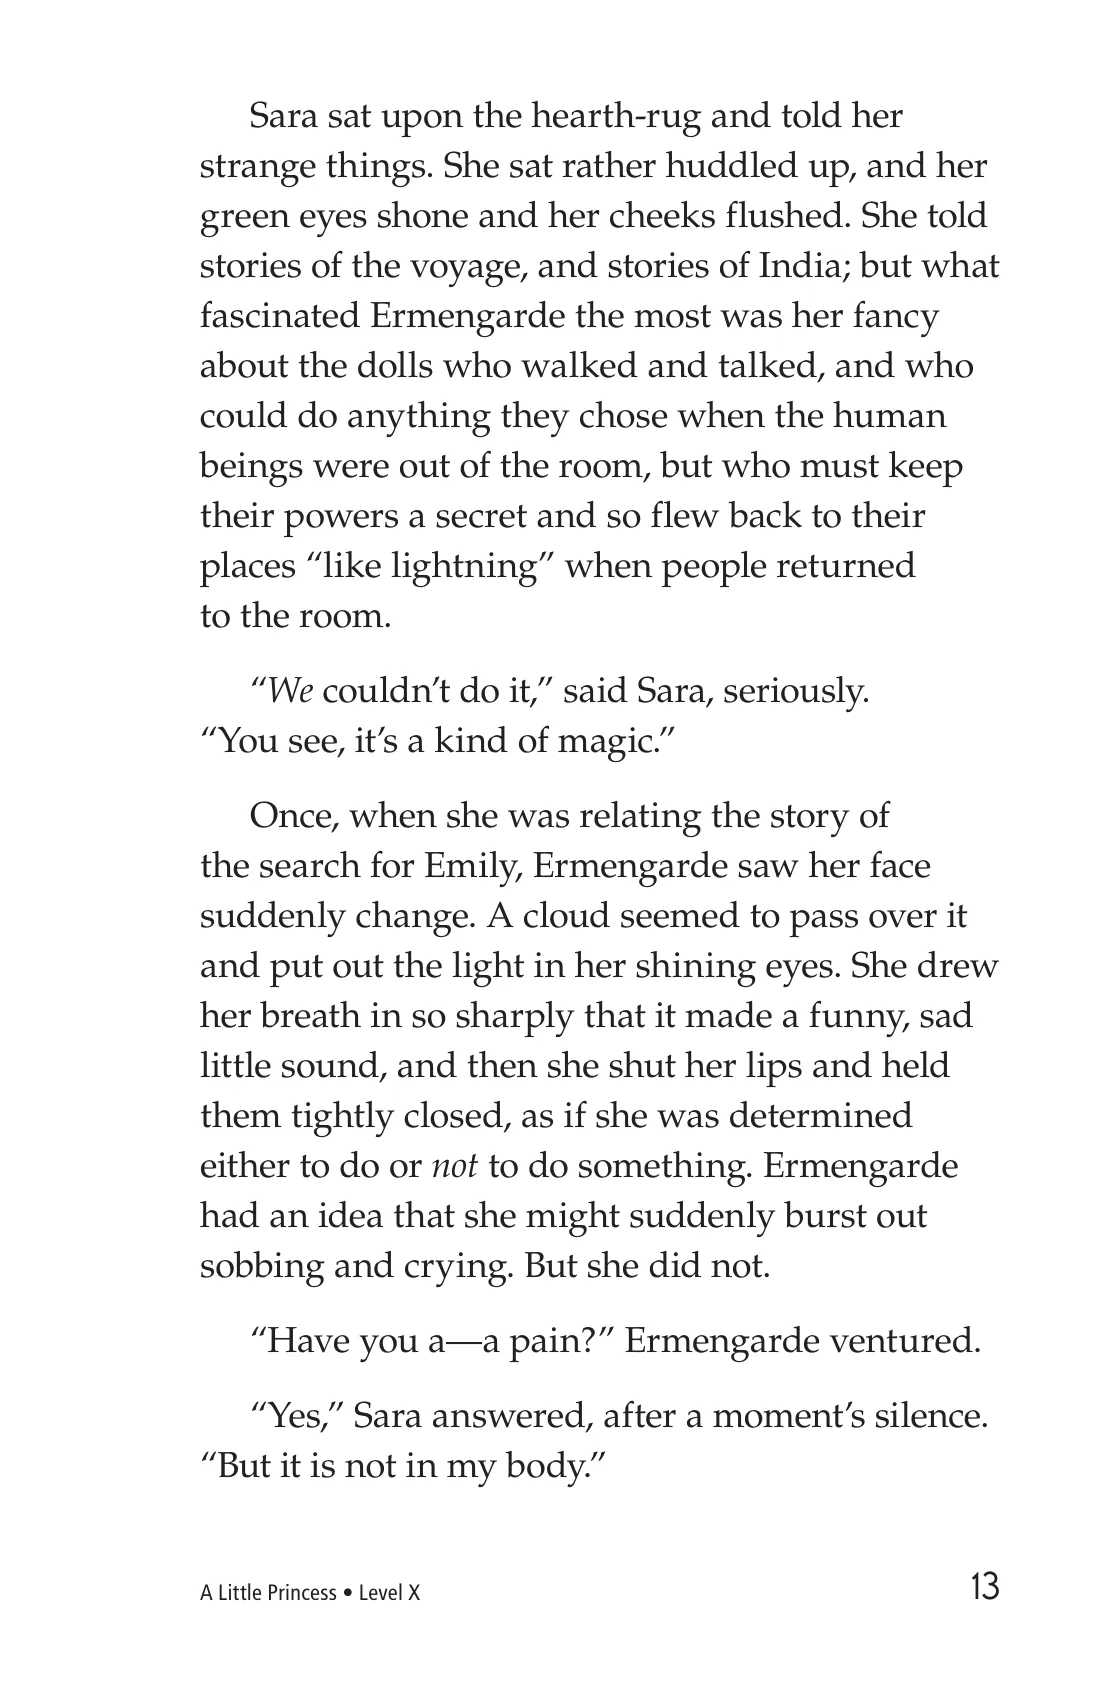 Sara sat upon the hearth-rug and told her
strange things. She sat rather huddled up, and her
green eyes shone and her cheeks flushed. She told
stories of the voyage, and stories of India; but what
fascinated Ermengarde the most was her fancy
about the dolls who walked and talked, and who
could do anything they chose when the human
beings were out of the room, but who must keep
their powers a secret and so flew back to their
places “like lightning” when people returned
to the room.
“We couldn’t do it,” said Sara, seriously.
“You see, it’s a kind of magic.”
Once, when she was relating the story of
the search for Emily, Ermengarde saw her face
suddenly change. A cloud seemed to pass over it
and put out the light in her shining eyes. She drew
her breath in so sharply that it made a funny, sad
little sound, and then she shut her lips and held
them tightly closed, as if she was determined
either to do or not to do something. Ermengarde
had an idea that she might suddenly burst out
sobbing and crying. But she did not.
“Have you a—a pain?” Ermengarde ventured.
“Yes,” Sara answered, after a moment’s silence.
“But it is not in my body.”
A Little Princess • Level X
13